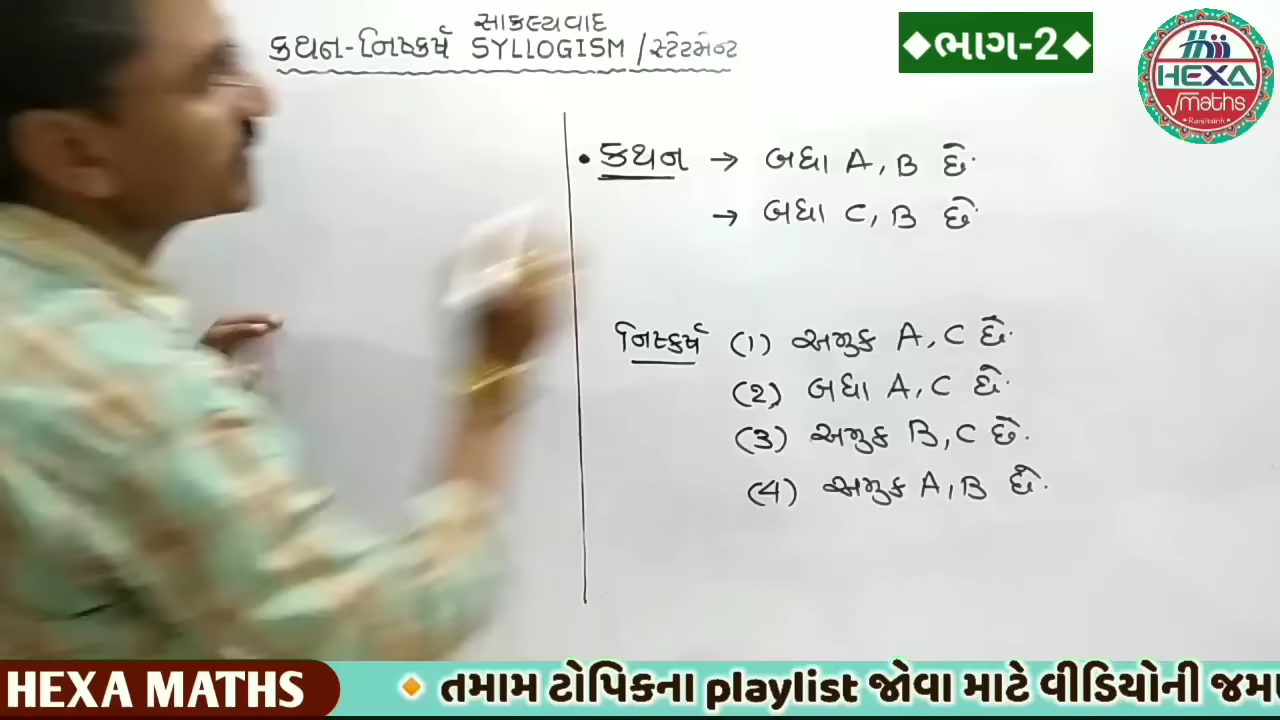 સાકલ્યવાદ
કથન-નિષ્કર્ષ SYLLOGISM / સ્ટેટમેન્ટ
◆ભાગ-2◆
HEXA
√maths
• કથન → બધા A, B છે.
→ બધા C, B છે.
નિષ્કર્ષ (1) અમુક A, C છે.
(2) બધા A, C છે.
(3) અમુક B, C છે.
(4) અમુક A, B છે.
HEXA MATHS
🔸તમામ ટોપિકના playlist જોવા માટે વીડિયોની જમા